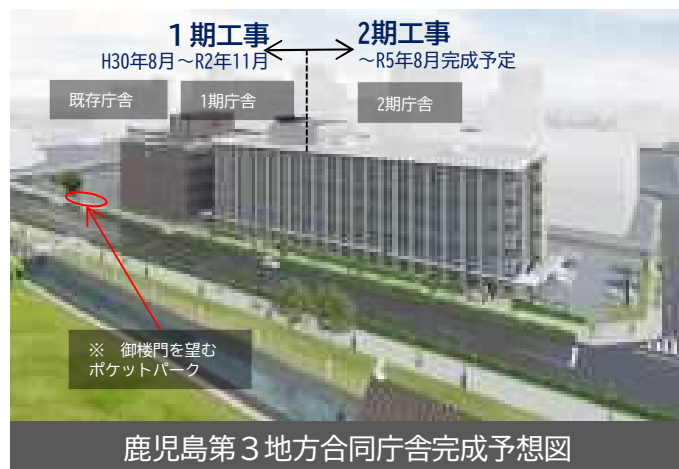 １期工事
H30年8月～R2年11月
2期工事
～R5年8月完成予定
既存庁舎
1期庁舎
2期庁舎
※　御楼門を望む
ポケットパーク
鹿児島第３地方合同庁舎完成予想図